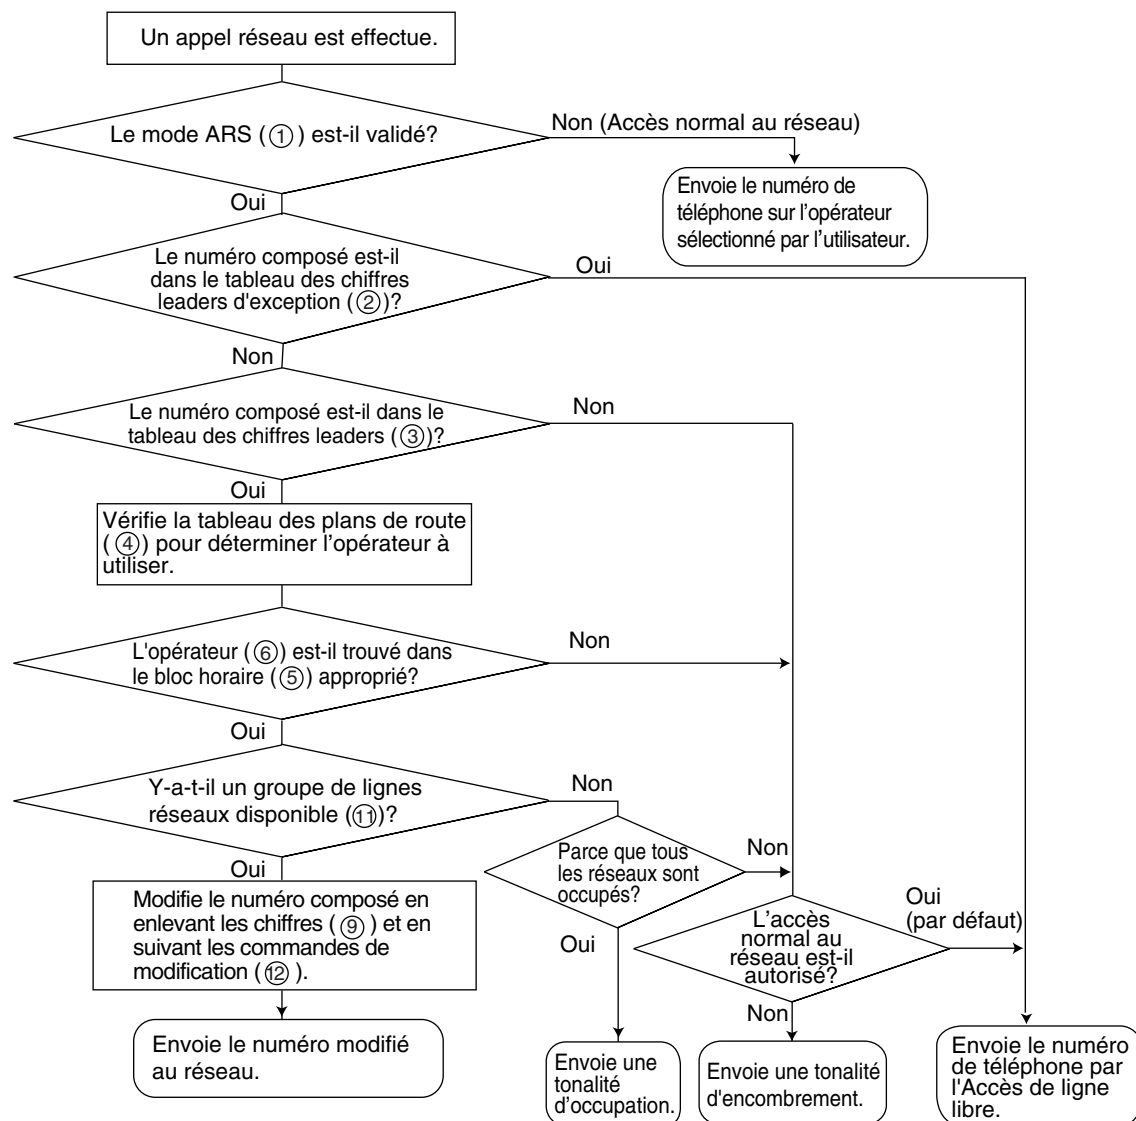 Un appel réseau est effectue.
Le mode ARS (①) est-il validé?
Non (Accès normal au réseau)
Envoie le numéro de
téléphone sur l'opérateur
sélectionné par l'utilisateur.
Oui
Le numéro composé est-il
dans le tableau des chiffres
leaders d'exception (②)?
Oui
Non
Le numéro composé est-il dans le
tableau des chiffres leaders (③)?
Non
Oui
Vérifie la tableau des plans de route
(④) pour déterminer l'opérateur à
utiliser.
L'opérateur (⑥) est-il trouvé dans
le bloc horaire (⑤) approprié?
Non
Oui
Y-a-t-il un groupe de lignes
réseaux disponible (⑪)?
Non
Oui
Parce que tous
les réseaux sont
occupés?
Non
Oui
Modifie le numéro composé en
enlevant les chiffres (⑨) et en
suivant les commandes de
modification (⑫).
L'accès
normal au
réseau est-il
autorisé?
Oui
(par défaut)
Non
Envoie le numéro modifié
au réseau.
Envoie une
tonalité
d'occupation.
Envoie une tonalité
d'encombrement.
Envoie le numéro
de téléphone par
l'Accès de ligne
libre.